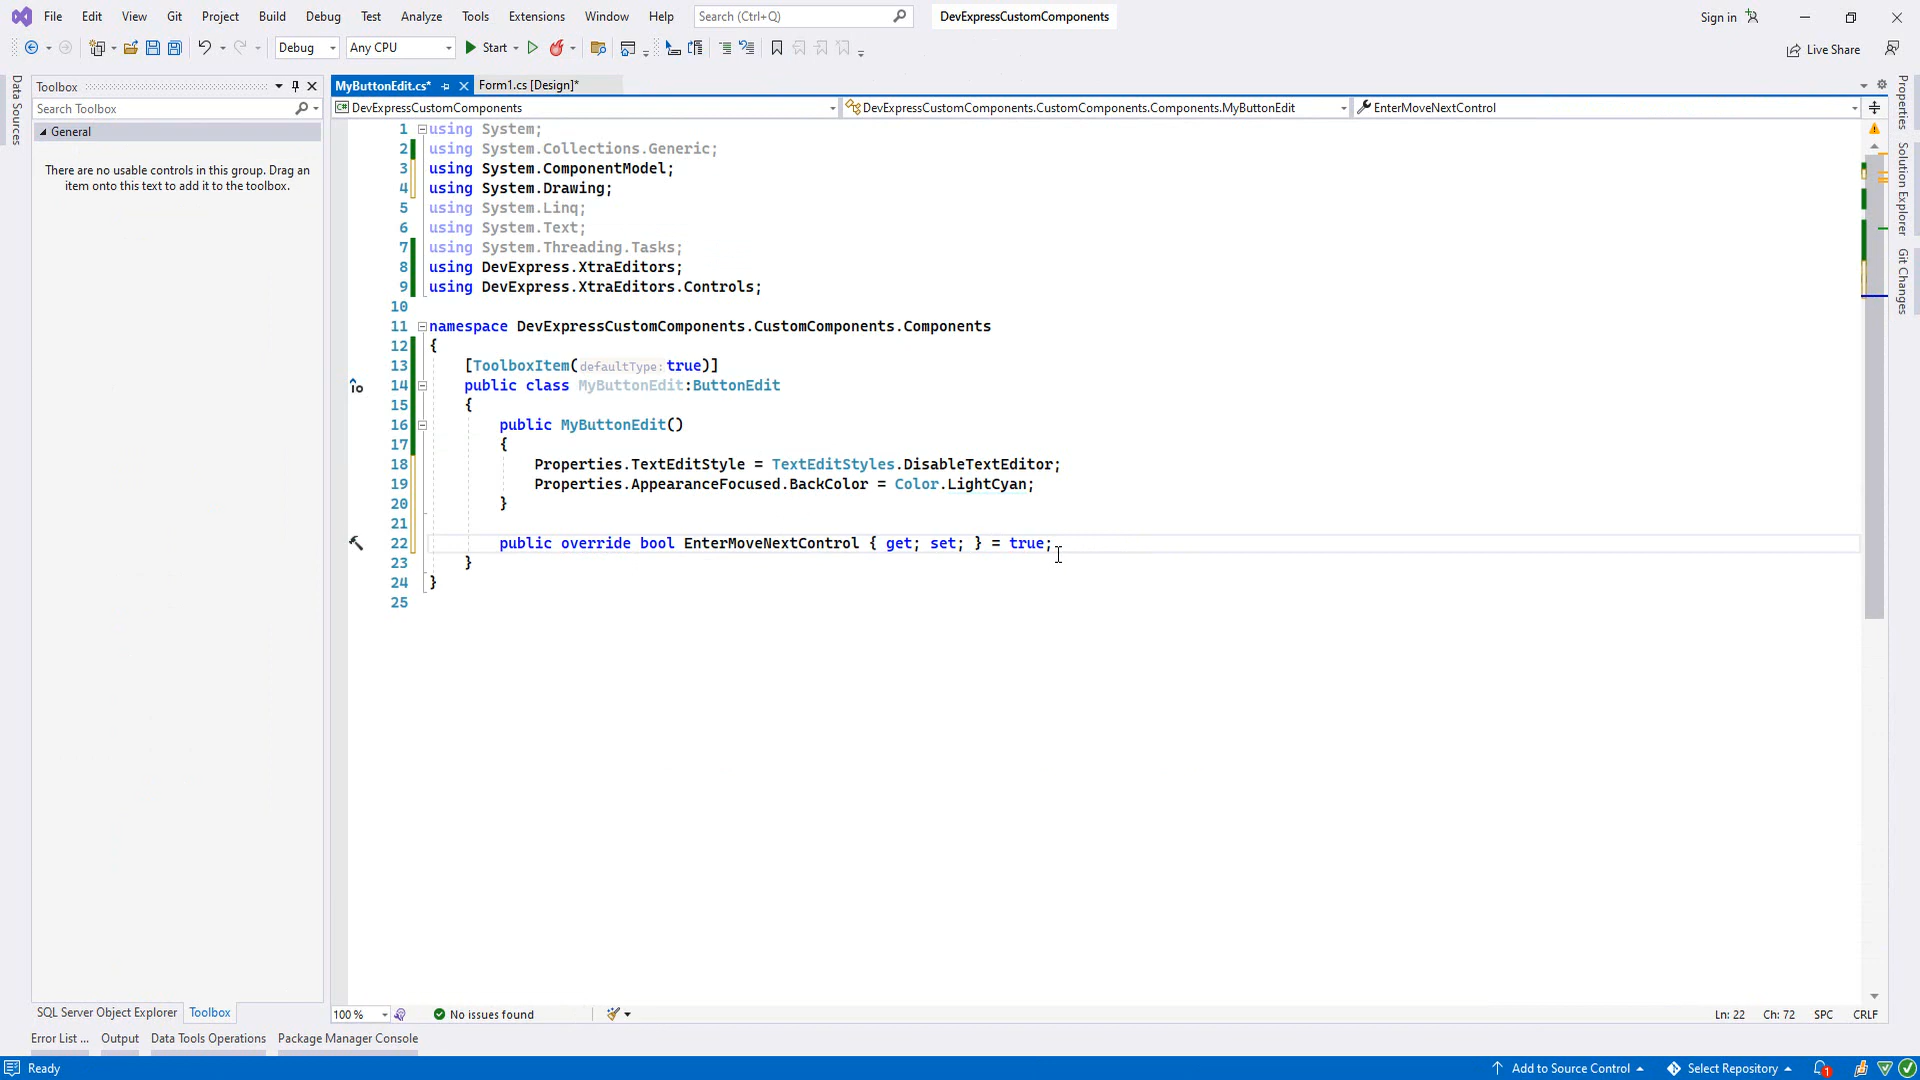 File Edit View Git Project Build Debug Test Analyze Tools Extensions Window Help Search (Ctrl+Q) DevExpressCustomComponents Sign in
Debug Any CPU Start Live Share
Data Sources
Toolbox
Search Toolbox
General
There are no usable controls in this group. Drag an
item onto this text to add it to the toolbox.
MyButtonEdit.cs* Form1.cs [Design]*
DevExpressCustomComponents DevExpressCustomComponents.CustomComponents.Components.MyButtonEdit EnterMoveNextControl
1 using System;
2 using System.Collections.Generic;
3 using System.ComponentModel;
4 using System.Drawing;
5 using System.Linq;
6 using System.Text;
7 using System.Threading.Tasks;
8 using DevExpress.XtraEditors;
9 using DevExpress.XtraEditors.Controls;
10
11 namespace DevExpressCustomComponents.CustomComponents.Components
12 {
13 [ToolboxItem(defaultType: true)]
14 public class MyButtonEdit:ButtonEdit
15 {
16 public MyButtonEdit()
17 {
18 Properties.TextEditStyle = TextEditStyles.DisableTextEditor;
19 Properties.AppearanceFocused.BackColor = Color.LightCyan;
20 }
21
22 public override bool EnterMoveNextControl { get; set; } = true;
23 }
24 }
25
Properties
Solution Explorer
Git Changes
SQL Server Object Explorer Toolbox
100 % No issues found Ln: 22 Ch: 72 SPC CRLF
Error List ... Output Data Tools Operations Package Manager Console
Ready Add to Source Control Select Repository 1